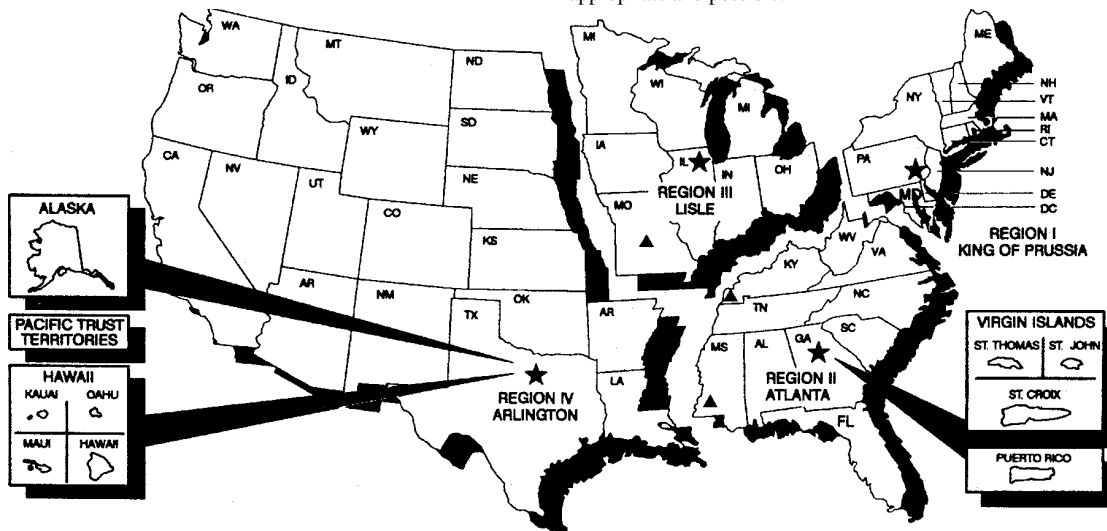 WA
MT
ND
MI
ME
OR
ID
WI
MI
NY
NH
VT
MA
RI
CT
SD
WY
IA
CA
NV
UT
NE
IL
IN
OH
PA
NJ
MD
DE
DC
REGION III
LISLE
REGION I
KING OF PRUSSIA
CO
MO
KS
WV
VA
KY
ALASKA
AR
NM
OK
TX
AR
TN
NC
SC
MS
AL
GA
LA
FL
PACIFIC TRUST
TERRITORIES
HAWAII
KAUAI
OAHU
MAUI
HAWAII
REGION IV
ARLINGTON
REGION II
ATLANTA
VIRGIN ISLANDS
ST. THOMAS
ST. JOHN
ST. CROIX
PUERTO RICO